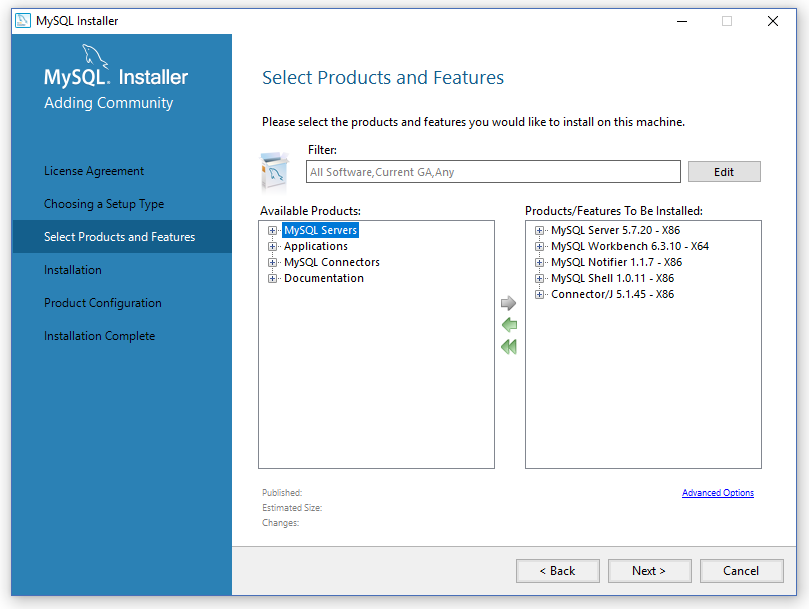 MySQL Installer
MySQL. Installer
Adding Community
License Agreement
Choosing a Setup Type
Select Products and Features
Installation
Product Configuration
Installation Complete
Select Products and Features
Please select the products and features you would like to install on this machine.
Filter:
All Software,Current GA,Any
Edit
Available Products:
MySQL Servers
Applications
MySQL Connectors
Documentation
Products/Features To Be Installed:
MySQL Server 5.7.20 - X86
MySQL Workbench 6.3.10 - X64
MySQL Notifier 1.1.7 - X86
MySQL Shell 1.0.11 - X86
Connector/J 5.1.45 - X86
Published:
Estimated Size:
Changes:
Advanced Options
< Back
Next >
Cancel